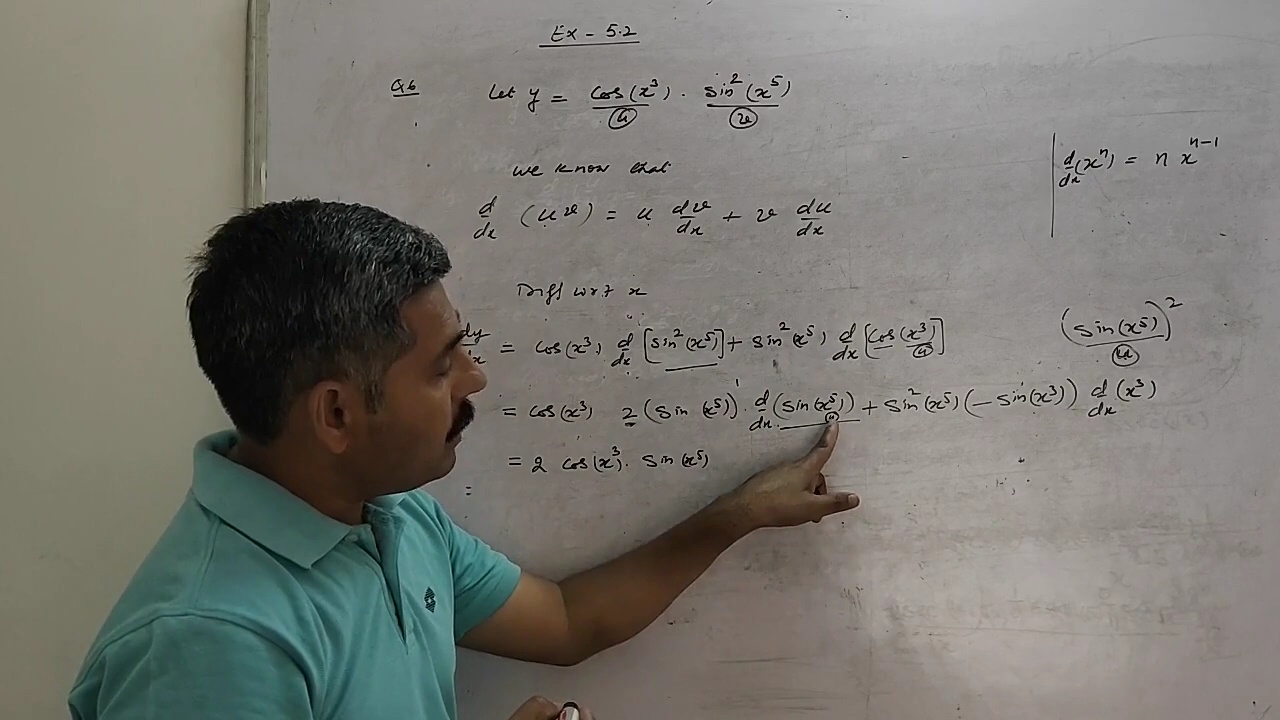 Ex - 5.2
Q6 Let y = cos(x³) . sin²(x⁵)
u v
we know that
d/dx (uv) = u dv/dx + v du/dx
d/dx (xⁿ) = n xⁿ⁻¹
Diff w.r.t x
dy/dx = cos(x³) d/dx [sin²(x⁵)] + sin²(x⁵) d/dx [cos(x³)]
u
(sin(x⁵))²
u
= cos(x³) 2 (sin (x⁵))¹ . d/dx (sin(x⁵)) + sin²(x⁵) (- sin(x³)) d/dx (x³)
u
= 2 cos(x³) . sin(x⁵)
=